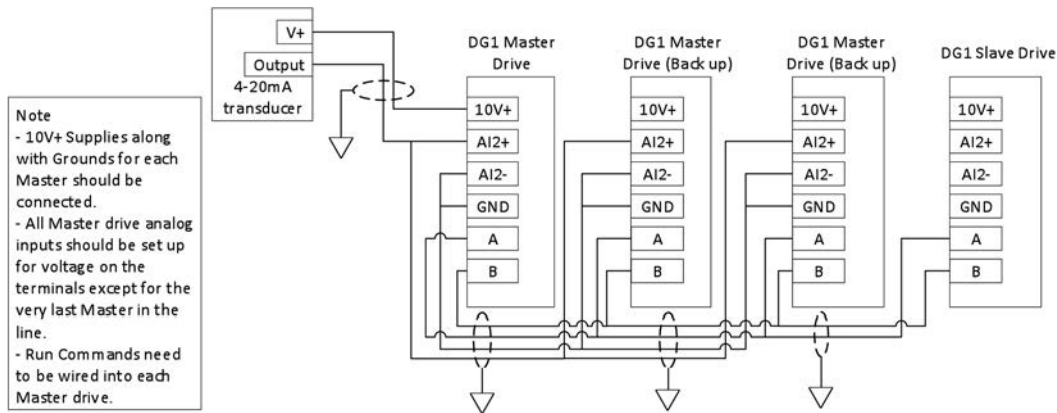 V+
Output
4-20mA
transducer
Note
- 10V+ Supplies along
with Grounds for each
Master should be
connected.
- All Master drive analog
inputs should be set up
for voltage on the
terminals except for the
very last Master in the
line.
- Run Commands need
to be wired into each
Master drive.
DG1 Master
Drive
10V+
AI2+
AI2-
GND
A
B
DG1 Master
Drive (Back up)
10V+
AI2+
AI2-
GND
A
B
DG1 Master
Drive (Back up)
10V+
AI2+
AI2-
GND
A
B
DG1 Slave Drive
10V+
AI2+
AI2-
GND
A
B